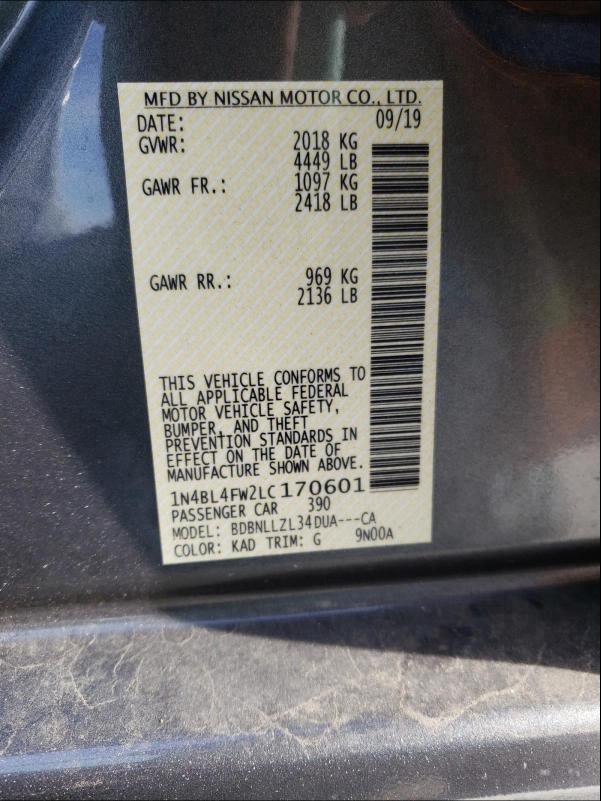 MFD BY NISSAN MOTOR CO., LTD.
DATE: 09/19
GVWR: 2018 KG
4449 LB
GAWR FR.: 1097 KG
2418 LB
GAWR RR.: 969 KG
2136 LB
THIS VEHICLE CONFORMS TO
ALL APPLICABLE FEDERAL
MOTOR VEHICLE SAFETY,
BUMPER, AND THEFT
PREVENTION STANDARDS IN
EFFECT ON THE DATE OF
MANUFACTURE SHOWN ABOVE.
1N4BL4FW2LC170601
PASSENGER CAR 390
MODEL: BDBNLLZL34DUA---CA
COLOR: KAD TRIM: G 9N00A